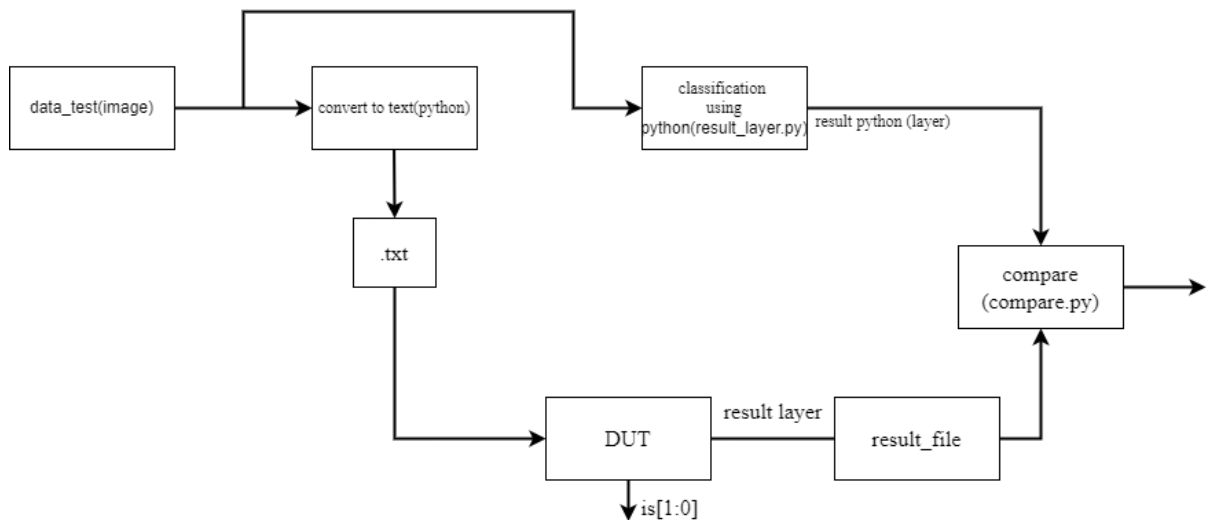 data_test(image)
convert to text(python)
classification
using
python(result_layer.py)
result python (layer)
.txt
compare
(compare.py)
DUT
result layer
result_file
is[1:0]